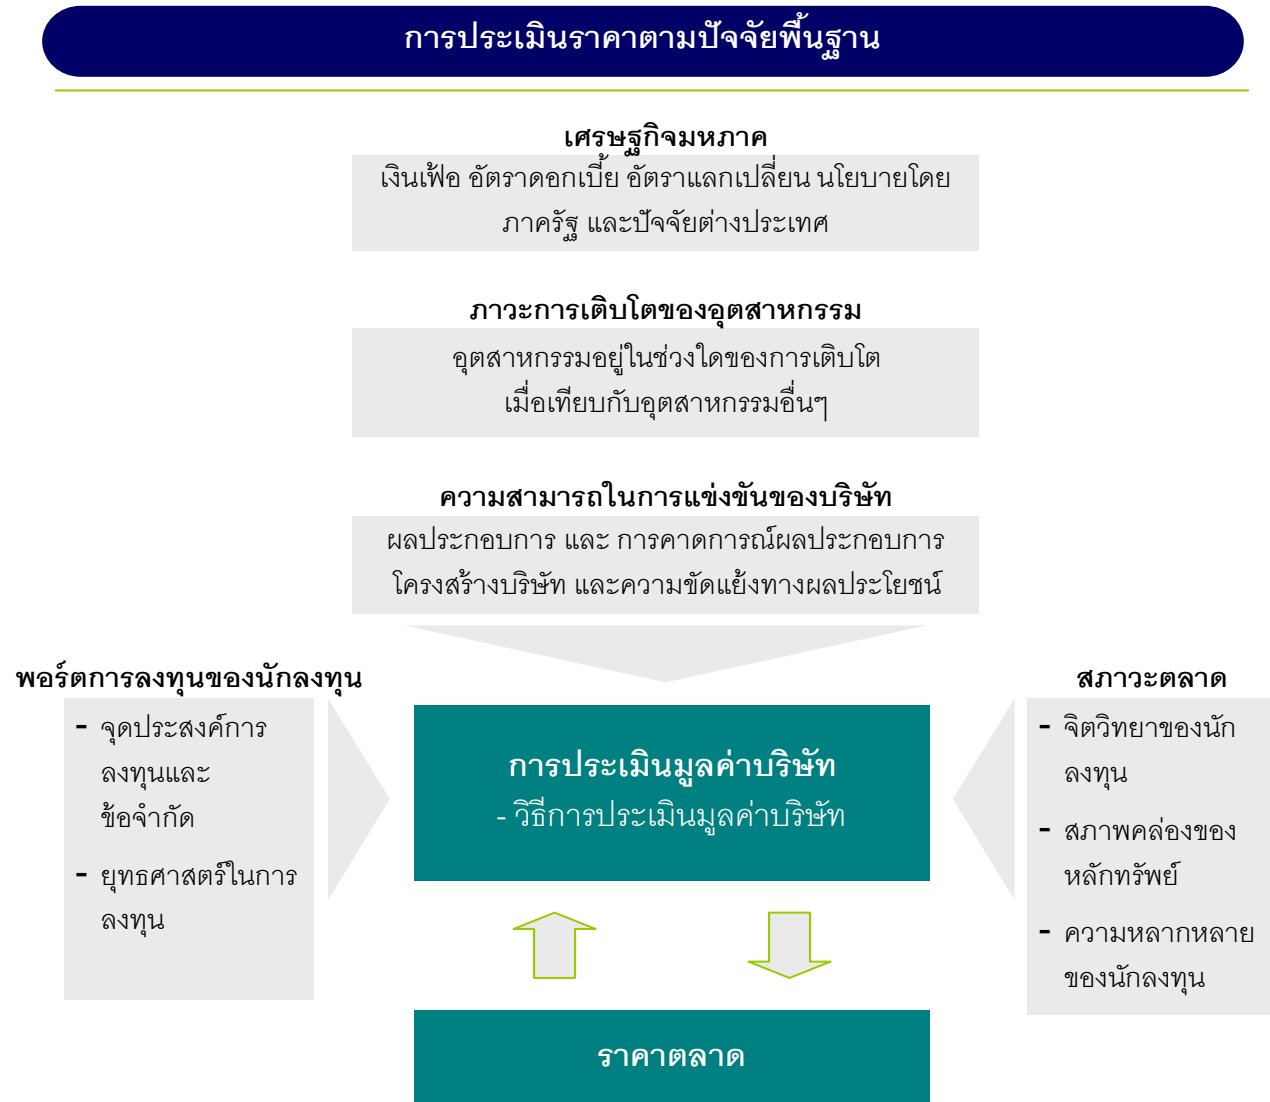 การประเมินราคาตามปัจจัยพื้นฐาน
เศรษฐกิจมหภาค
เงินเฟ้อ อัตราดอกเบี้ย อัตราแลกเปลี่ยน นโยบายโดย
ภาครัฐ และปัจจัยต่างประเทศ
ภาวะการเติบโตของอุตสาหกรรม
อุตสาหกรรมอยู่ในช่วงใดของการเติบโต
เมื่อเทียบกับอุตสาหกรรมอื่นๆ
ความสามารถในการแข่งขันของบริษัท
ผลประกอบการ และ การคาดการณ์ผลประกอบการ
โครงสร้างบริษัท และความขัดแย้งทางผลประโยชน์
พอร์ตการลงทุนของนักลงทุน
- จุดประสงค์การ
ลงทุนและ
ข้อจำกัด
- ยุทธศาสตร์ในการ
ลงทุน
การประเมินมูลค่าบริษัท
- วิธีการประเมินมูลค่าบริษัท
สภาวะตลาด
- จิตวิทยาของนัก
ลงทุน
- สภาพคล่องของ
หลักทรัพย์
- ความหลากหลาย
ของนักลงทุน
ราคาตลาด